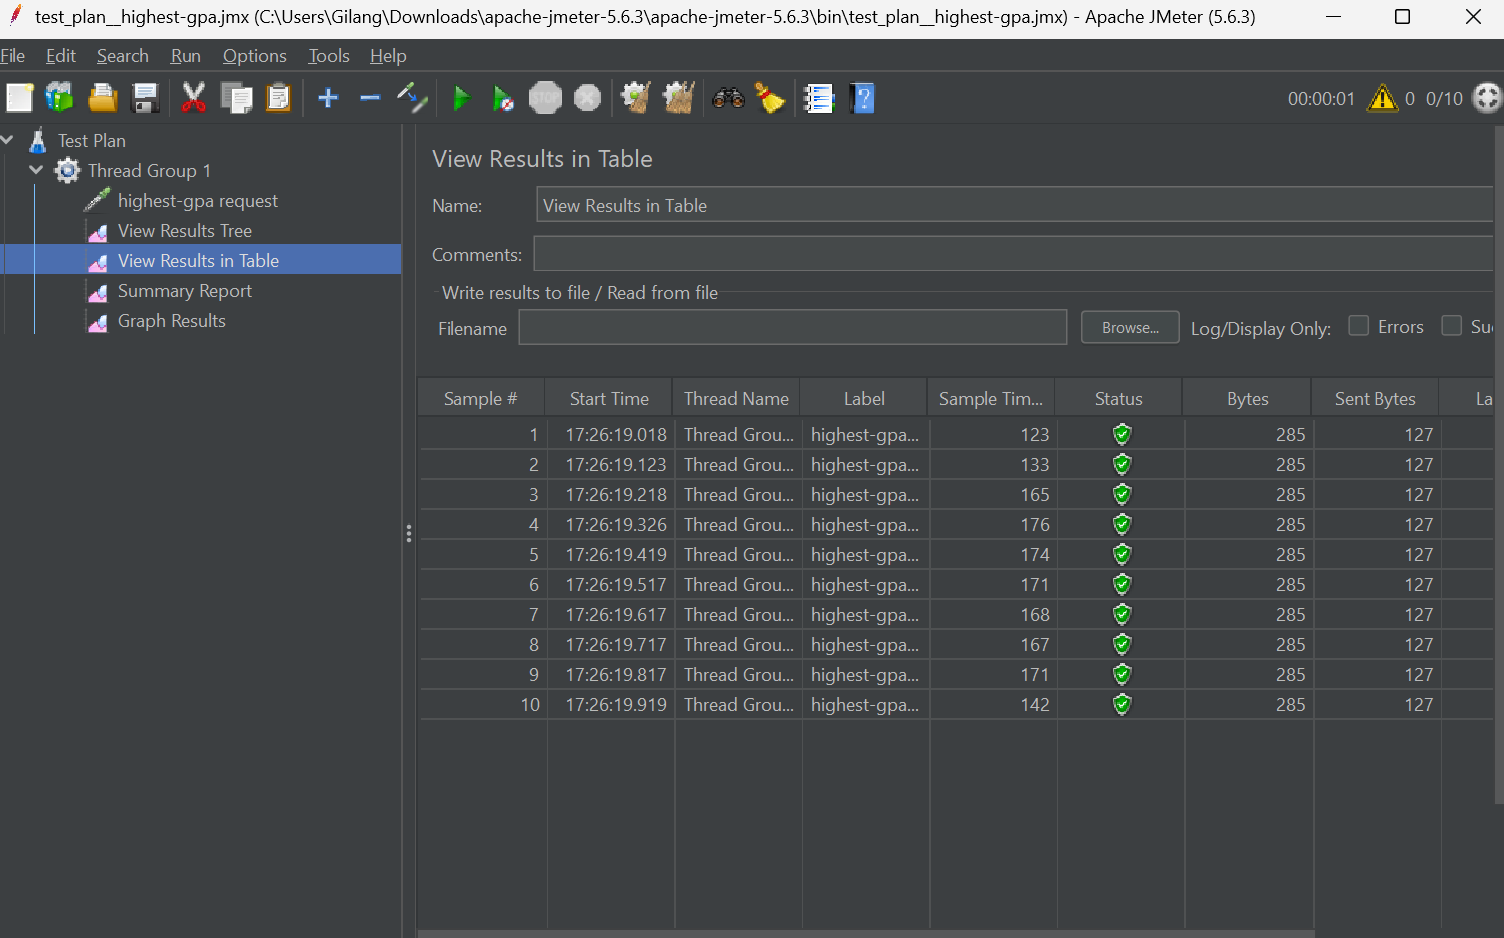 test_plan__highest-gpa.jmx (C:\Users\Gilang\Downloads\apache-jmeter-5.6.3\apache-jmeter-5.6.3\bin\test_plan__highest-gpa.jmx) - Apache JMeter (5.6.3)
File Edit Search Run Options Tools Help
STOP ? 00:00:01 0 0/10
Test Plan
Thread Group 1
highest-gpa request
View Results Tree
View Results in Table
Summary Report
Graph Results
View Results in Table
Name: View Results in Table
Comments:
Write results to file / Read from file
Filename Browse... Log/Display Only: Errors Su
Sample # Start Time Thread Name Label Sample Tim... Status Bytes Sent Bytes La
1 17:26:19.018 Thread Grou... highest-gpa... 123 285 127
2 17:26:19.123 Thread Grou... highest-gpa... 133 285 127
3 17:26:19.218 Thread Grou... highest-gpa... 165 285 127
4 17:26:19.326 Thread Grou... highest-gpa... 176 285 127
5 17:26:19.419 Thread Grou... highest-gpa... 174 285 127
6 17:26:19.517 Thread Grou... highest-gpa... 171 285 127
7 17:26:19.617 Thread Grou... highest-gpa... 168 285 127
8 17:26:19.717 Thread Grou... highest-gpa... 167 285 127
9 17:26:19.817 Thread Grou... highest-gpa... 171 285 127
10 17:26:19.919 Thread Grou... highest-gpa... 142 285 127